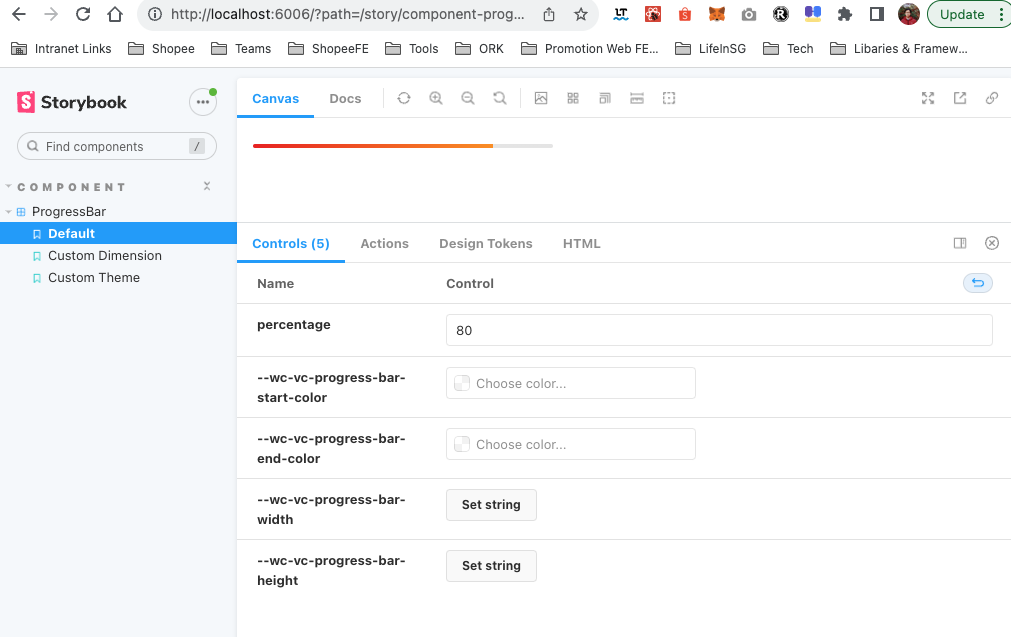 http://localhost:6006/?path=/story/component-prog...
LT
S
R
Update
Intranet Links
Shopee
Teams
ShopeeFE
Tools
ORK
Promotion Web FE...
LifeInSG
Tech
Libaries & Framew...
S Storybook
Find components
/
COMPONENT
ProgressBar
Default
Custom Dimension
Custom Theme
Canvas
Docs
Controls (5)
Actions
Design Tokens
HTML
Name
Control
percentage
80
--wc-vc-progress-bar-
start-color
Choose color...
--wc-vc-progress-bar-
end-color
Choose color...
--wc-vc-progress-bar-
width
Set string
--wc-vc-progress-bar-
height
Set string